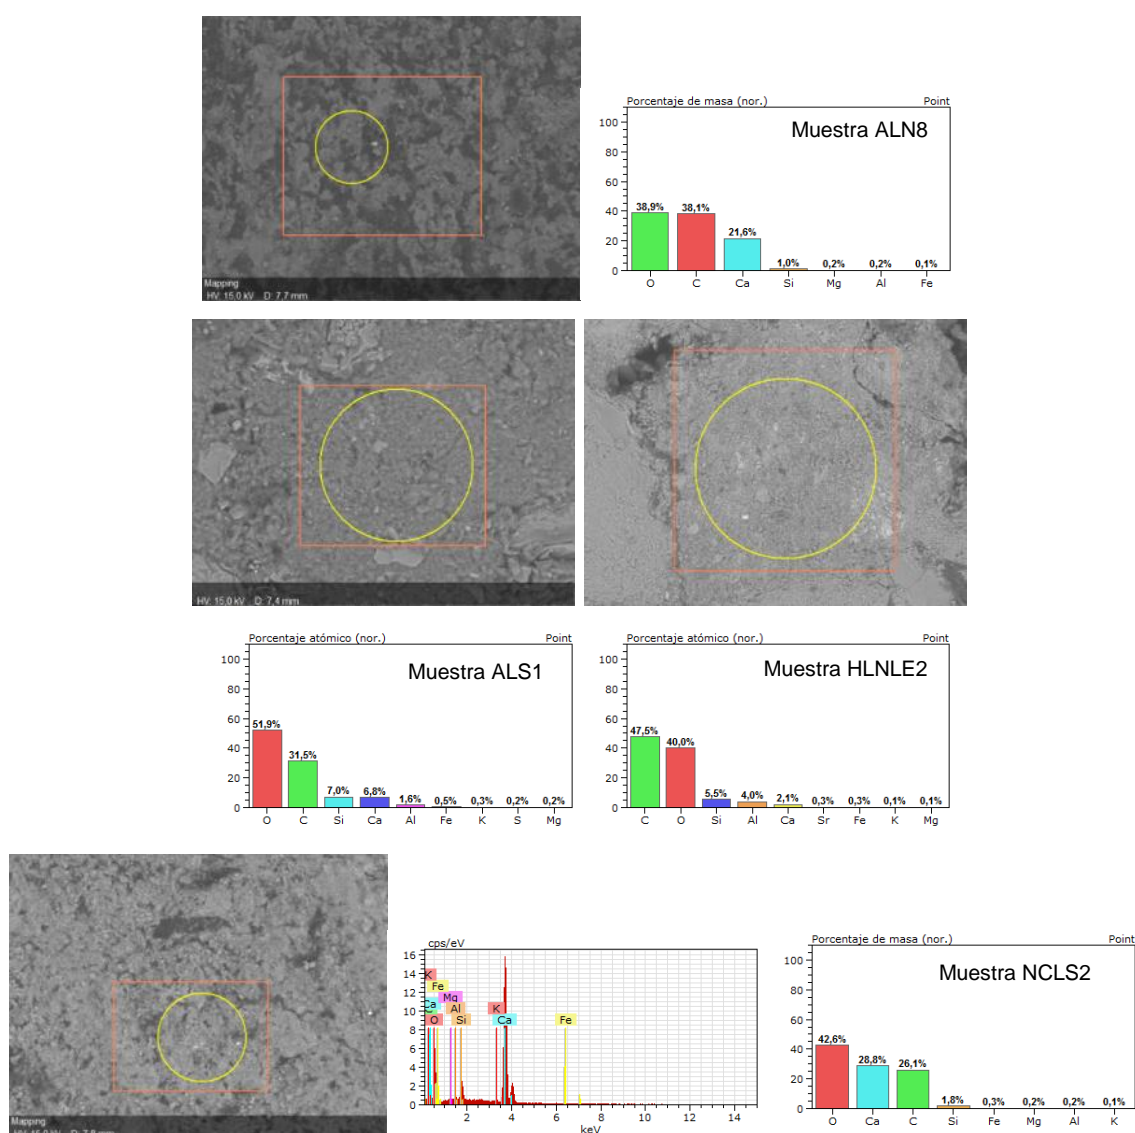 Mapping
HV: 15,0 kV D: 7,7 mm
Porcentaje de masa (nor.) Point
Muestra ALN8
100
80
60
40
20
0
38,9% 38,1% 21,6% 1,0% 0,2% 0,2% 0,1%
O C Ca Si Mg Al Fe
HV: 15,0 kV D: 7,4 mm
Porcentaje atómico (nor.) Point
Muestra ALS1
100
80
60
40
20
0
51,9% 31,5% 7,0% 6,8% 1,6% 0,5% 0,3% 0,2% 0,2%
O C Si Ca Al Fe K S Mg
Porcentaje atómico (nor.) Point
Muestra HLNLE2
100
80
60
40
20
0
47,5% 40,0% 5,5% 4,0% 2,1% 0,3% 0,3% 0,1% 0,1%
C O Si Al Ca Sr Fe K Mg
Mapping
cps/eV
16
14
12
10
8
6
4
2
0
K
Fe
Mg
Ca Al K
C
O Si Ca Fe
2 4 6 8 10 12 14
keV
Porcentaje de masa (nor.) Point
Muestra NCLS2
100
80
60
40
20
0
42,6% 28,8% 26,1% 1,8% 0,3% 0,2% 0,2% 0,1%
O Ca C Si Fe Mg Al K